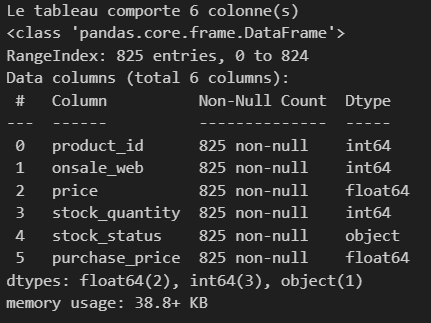 Le tableau comporte 6 colonne(s)
<class 'pandas.core.frame.DataFrame'>
RangeIndex: 825 entries, 0 to 824
Data columns (total 6 columns):
 #   Column          Non-Null Count  Dtype
---  ------          --------------  -----
 0   product_id      825 non-null    int64
 1   onsale_web      825 non-null    int64
 2   price           825 non-null    float64
 3   stock_quantity  825 non-null    int64
 4   stock_status    825 non-null    object
 5   purchase_price  825 non-null    float64
dtypes: float64(2), int64(3), object(1)
memory usage: 38.8+ KB